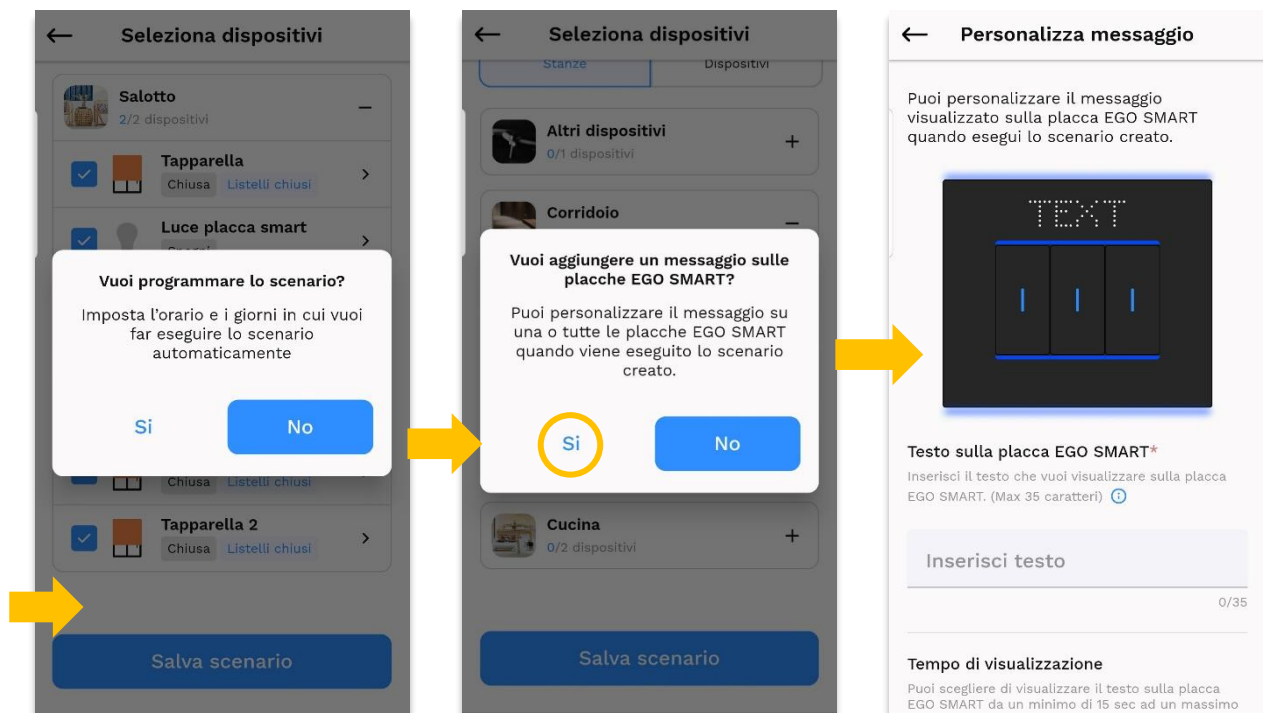 Seleziona dispositivi
Salotto
2/2 dispositivi
Tapparella
Chiusa Listelli chiusi
Luce placca smart
Spegni
Vuoi programmare lo scenario?
Imposta l'orario e i giorni in cui vuoi
far eseguire lo scenario
automaticamente
Si No
Chiusa Listelli chiusi
Tapparella 2
Chiusa Listelli chiusi
Salva scenario
Seleziona dispositivi
Stanze Dispositivi
Altri dispositivi
0/1 dispositivi
Corridoio
Vuoi aggiungere un messaggio sulle
placche EGO SMART?
Puoi personalizzare il messaggio su
una o tutte le placche EGO SMART
quando viene eseguito lo scenario
creato.
Si No
Cucina
0/2 dispositivi
Salva scenario
Personalizza messaggio
Puoi personalizzare il messaggio
visualizzato sulla placca EGO SMART
quando esegui lo scenario creato.
TEXT
Testo sulla placca EGO SMART*
Inserisci il testo che vuoi visualizzare sulla placca
EGO SMART. (Max 35 caratteri)
Inserisci testo
0/35
Tempo di visualizzazione
Puoi scegliere di visualizzare il testo sulla placca
EGO SMART da un minimo di 15 sec ad un massimo